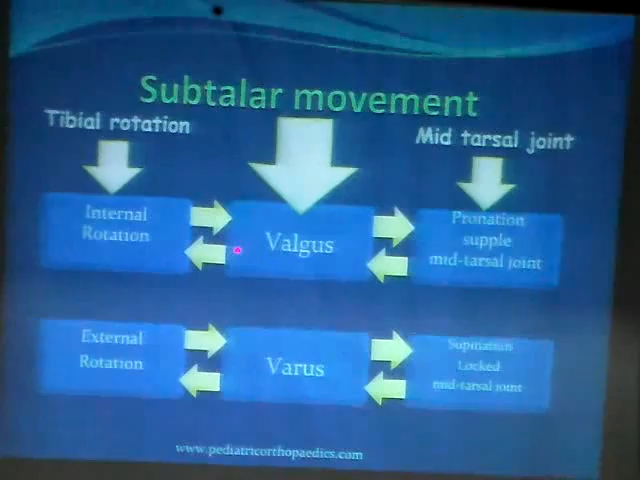 Subtalar movement
Tibial rotation
Mid tarsal joint
Internal
Rotation
Valgus
Pronation
supple
mid-tarsal joint
External
Rotation
Varus
Supination
Locked
mid-tarsal joint
www.pediatricorthopaedics.com